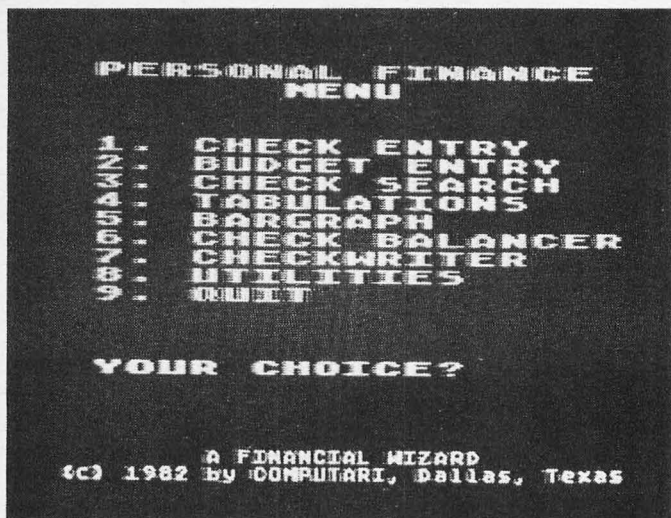 PERSONAL FINANCE
MENU
1. CHECK ENTRY
2. BUDGET ENTRY
3. CHECK SEARCH
4. TABULATIONS
5. BARGRAPH
6. CHECK BALANCER
7. CHECKWRITER
8. UTILITIES
9. QUIT
YOUR CHOICE?
A FINANCIAL WIZARD
(C) 1982 by COMPUTARI, Dallas, Texas